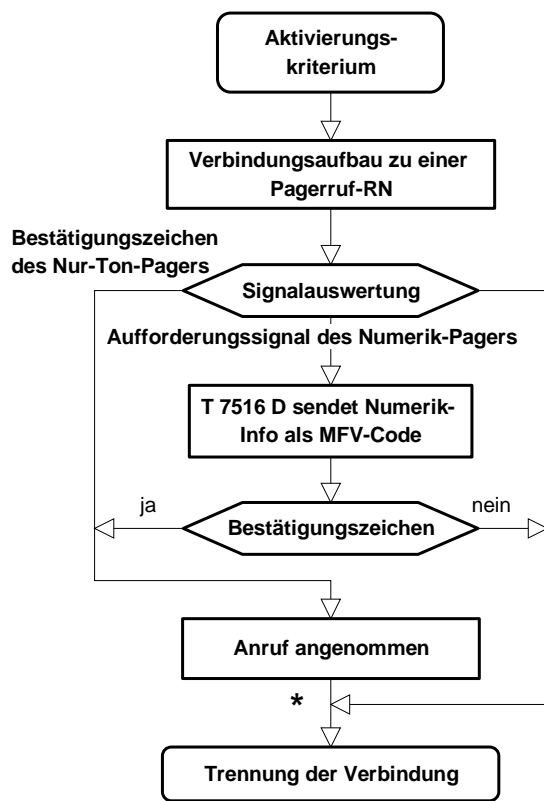 Aktivierungs-
kriterium
Verbindungsaufbau zu einer
Pagerruf-RN
Bestätigungszeichen
des Nur-Ton-Pagers
Signalauswertung
Aufforderungssignal des Numerik-Pagers
T 7516 D sendet Numerik-
Info als MFV-Code
ja
Bestätigungszeichen
nein
Anruf angenommen
*
Trennung der Verbindung